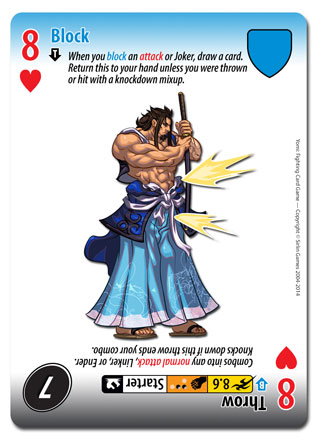 8 Block
When you block an attack or Joker, draw a card.
Return this to your hand unless you were thrown
or hit with a knockdown mixup.
Yomi: Fighting Card Game — Copyright © Sirlin Games 2004-2014
8 Throw
8.6 Starter
7
Combos into any normal attack, Linker, or Ender.
Knocks down if this throw ends your combo.